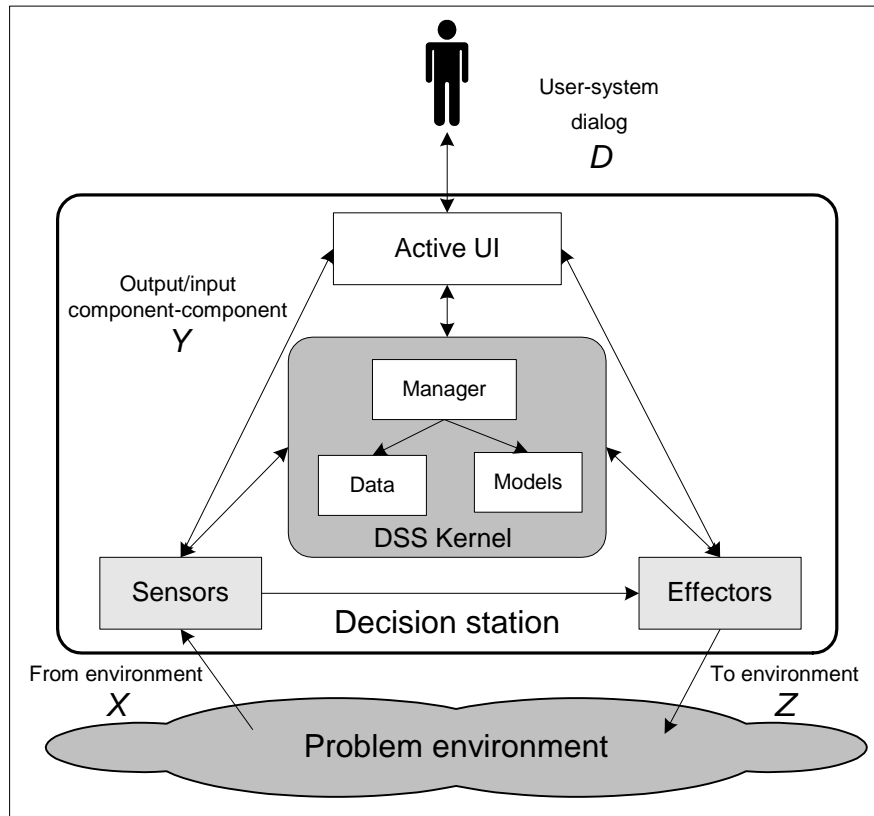 User-system
dialog
D
Active UI
Output/input
component-component
Y
Manager
Data
Models
DSS Kernel
Sensors
Effectors
Decision station
From environment
X
To environment
Z
Problem environment